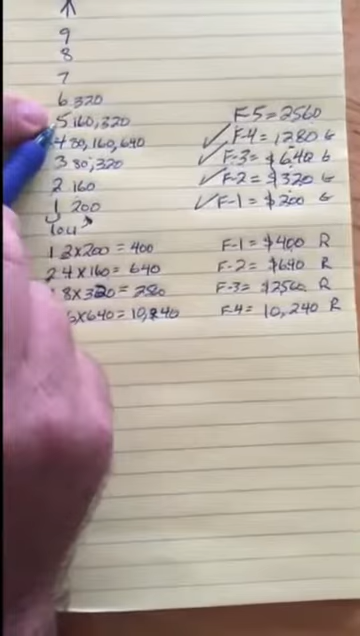 9
8
7
6 320
5 160,320 F-5=2560
4 80,160,640 ✓ F-4=1280 G
3 80,320 ✓ F-3=$640 G
2 160 ✓ F-2=$320 G
1 200 ✓ F-1=$200 G
You
1 2x200=400 F-1=$400 R
2 4x160=640 F-2=$640 R
8x320= F-3=$2560 R
x640=10,240 F-4=10,240 R